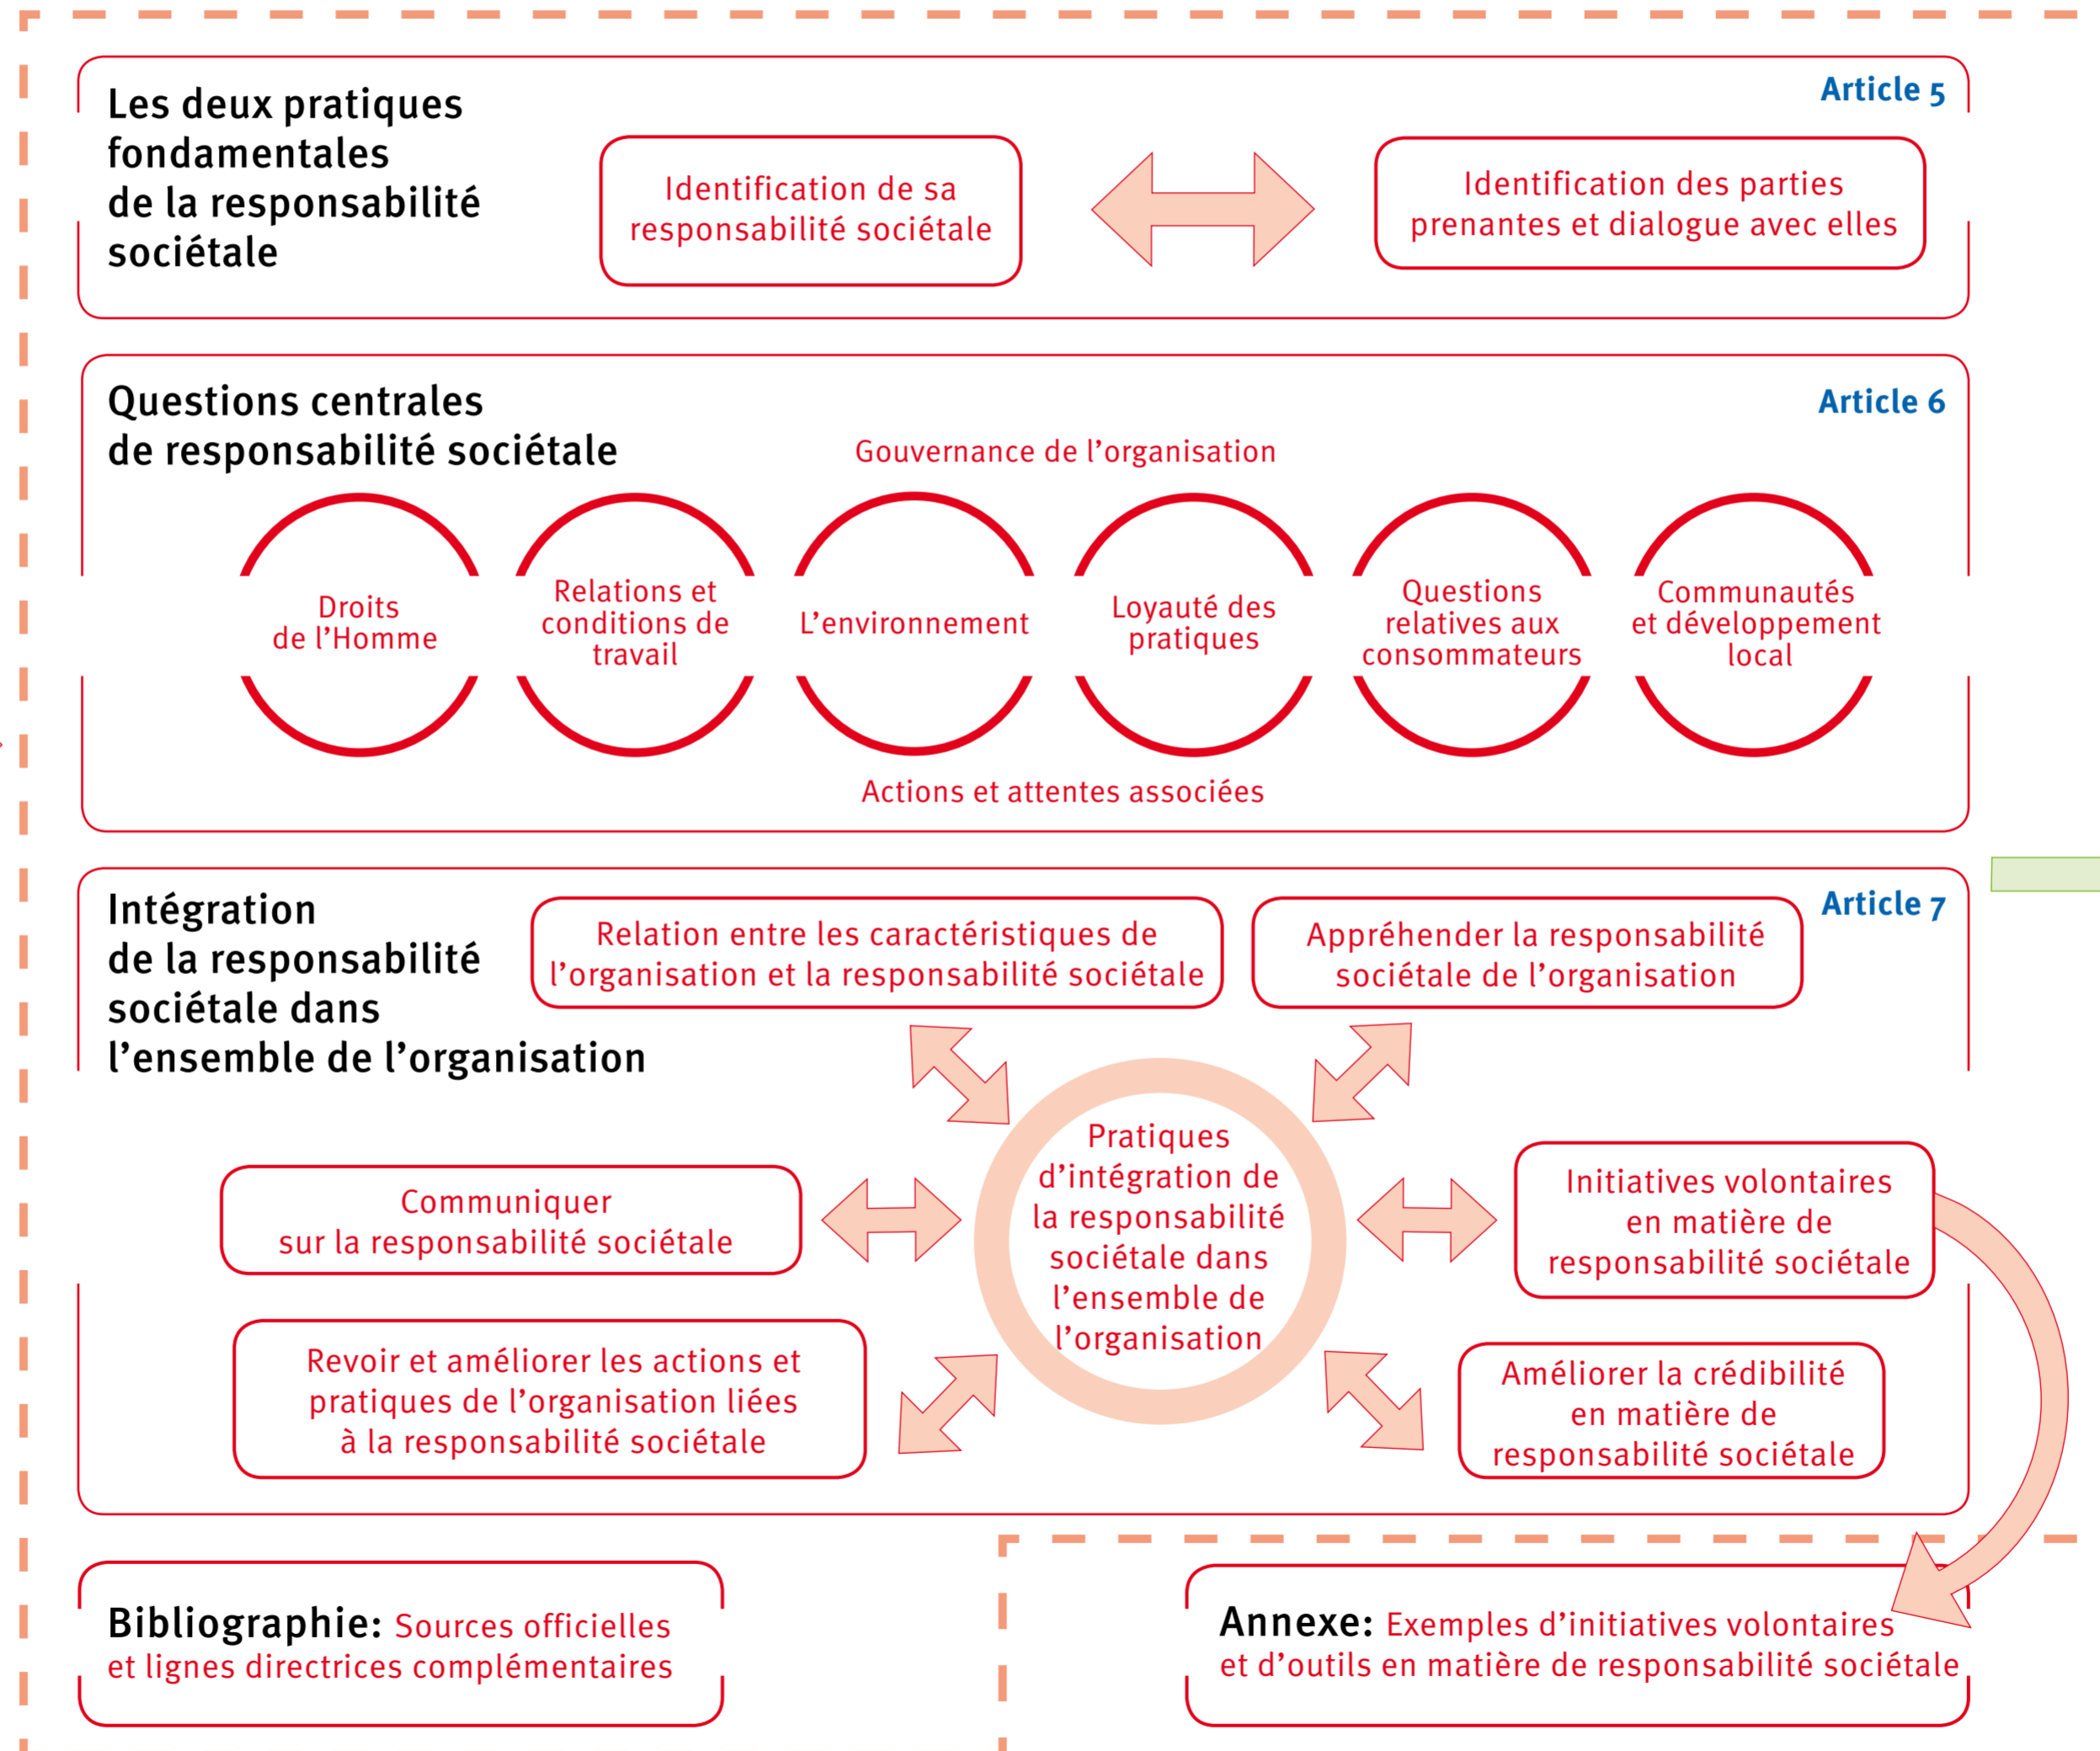 Les deux pratiques
fondamentales
de la responsabilité
sociétale
Article 5
Identification de sa
responsabilité sociétale
Identification des parties
prenantes et dialogue avec elles
Questions centrales
de responsabilité sociétale
Article 6
Gouvernance de l’organisation
Droits
de l’Homme
Relations et
conditions de
travail
L’environnement
Loyauté des
pratiques
Questions
relatives aux
consommateurs
Communautés
et développement
local
Actions et attentes associées
Intégration
de la responsabilité
sociétale dans
l’ensemble de l’organisation
Article 7
Relation entre les caractéristiques de
l’organisation et la responsabilité sociétale
Appréhender la responsabilité
sociétale de l’organisation
Pratiques
d’intégration de
la responsabilité
sociétale dans
l’ensemble de
l’organisation
Communiquer
sur la responsabilité sociétale
Initiatives volontaires
en matière de
responsabilité sociétale
Revoir et améliorer les actions et
pratiques de l’organisation liées
à la responsabilité sociétale
Améliorer la crédibilité
en matière de
responsabilité sociétale
Bibliographie: Sources officielles
et lignes directrices complémentaires
Annexe: Exemples d’initiatives volontaires
et d’outils en matière de responsabilité sociétale